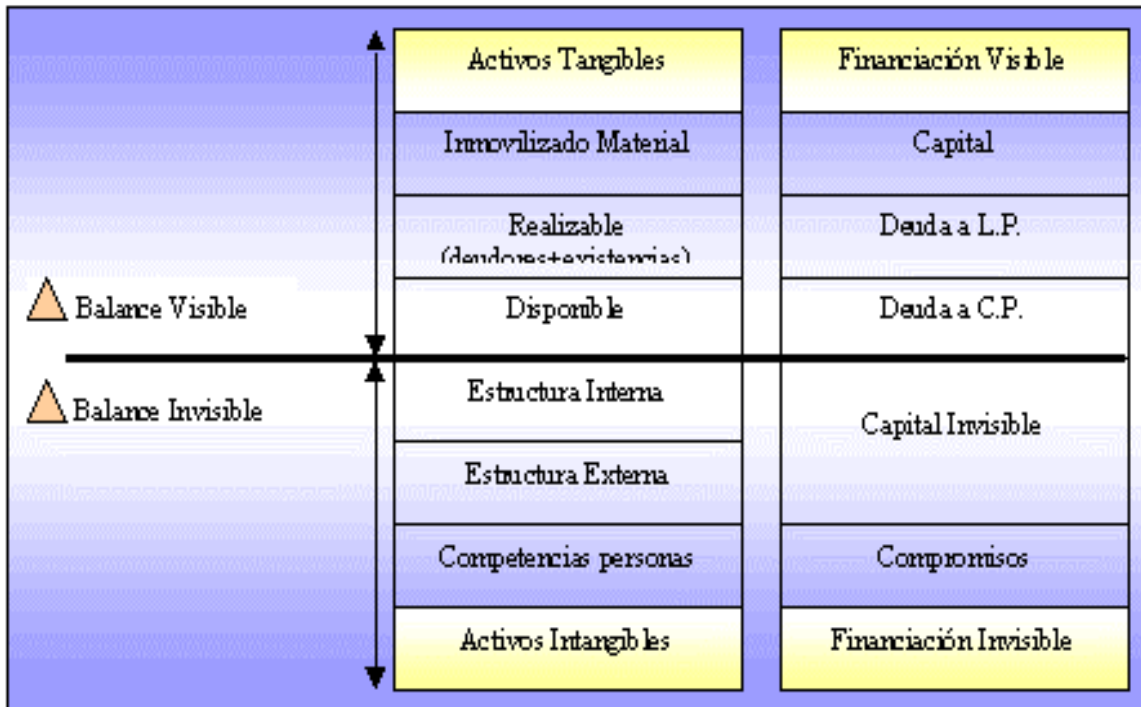 Activos Tangibles
Financiación Visible
Inmovilizado Material
Capital
Realizable
(deudores+existencias)
Deuda a L.P.
Balance Visible
Disponible
Deuda a C.P.
Balance Invisible
Estructura Interna
Capital Invisible
Estructura Externa
Competencias personas
Compromisos
Activos Intangibles
Financiación Invisible